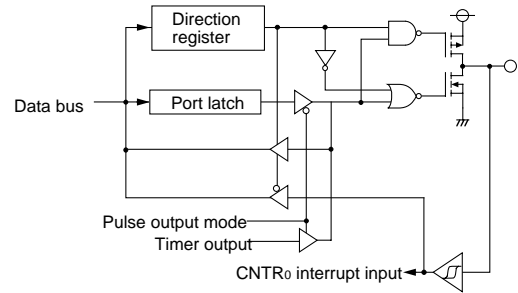 Direction
register
Data bus
Port latch
Pulse output mode
Timer output
CNTR0 interrupt input